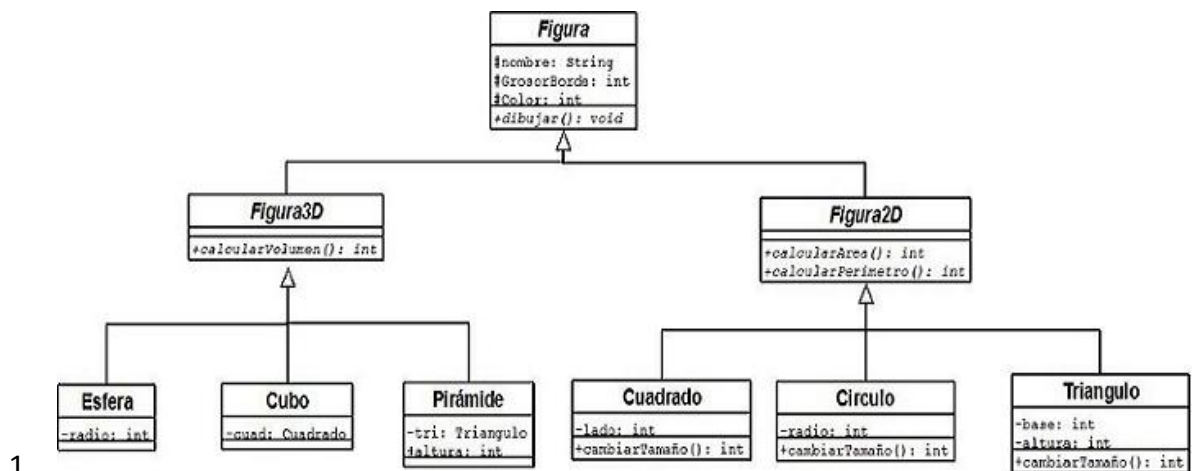 Figura
#nombre: String
#GrosorBorde: int
#Color: int
+dibujar(): void
Figura3D
+calcularVolumen(): int
Figura2D
+calcularArea(): int
+calcularPerimetro(): int
Esfera
-radio: int
Cubo
-cuad: Cuadrado
Pirámide
-tri: Triangulo
#altura: int
Cuadrado
-lado: int
+cambiarTamaño(): int
Circulo
-radio: int
+cambiarTamaño(): int
Triangulo
-base: int
-altura: int
+cambiarTamaño(): int
1